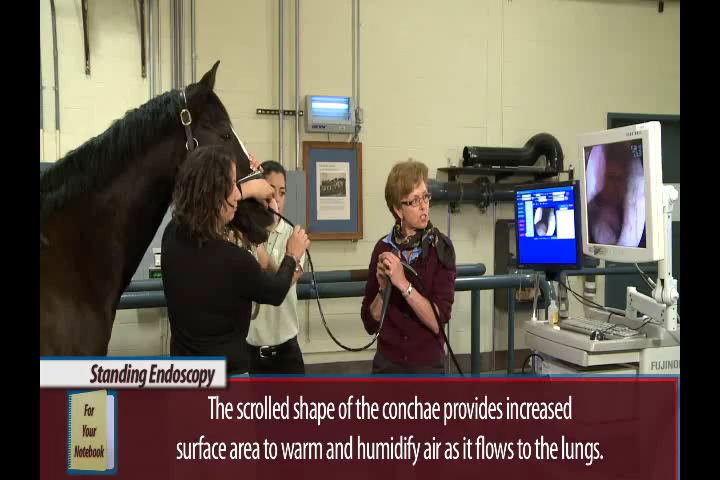 FUJINON
Standing Endoscopy
For
Your
Notebook
The scrolled shape of the conchae provides increased
surface area to warm and humidify air as it flows to the lungs.